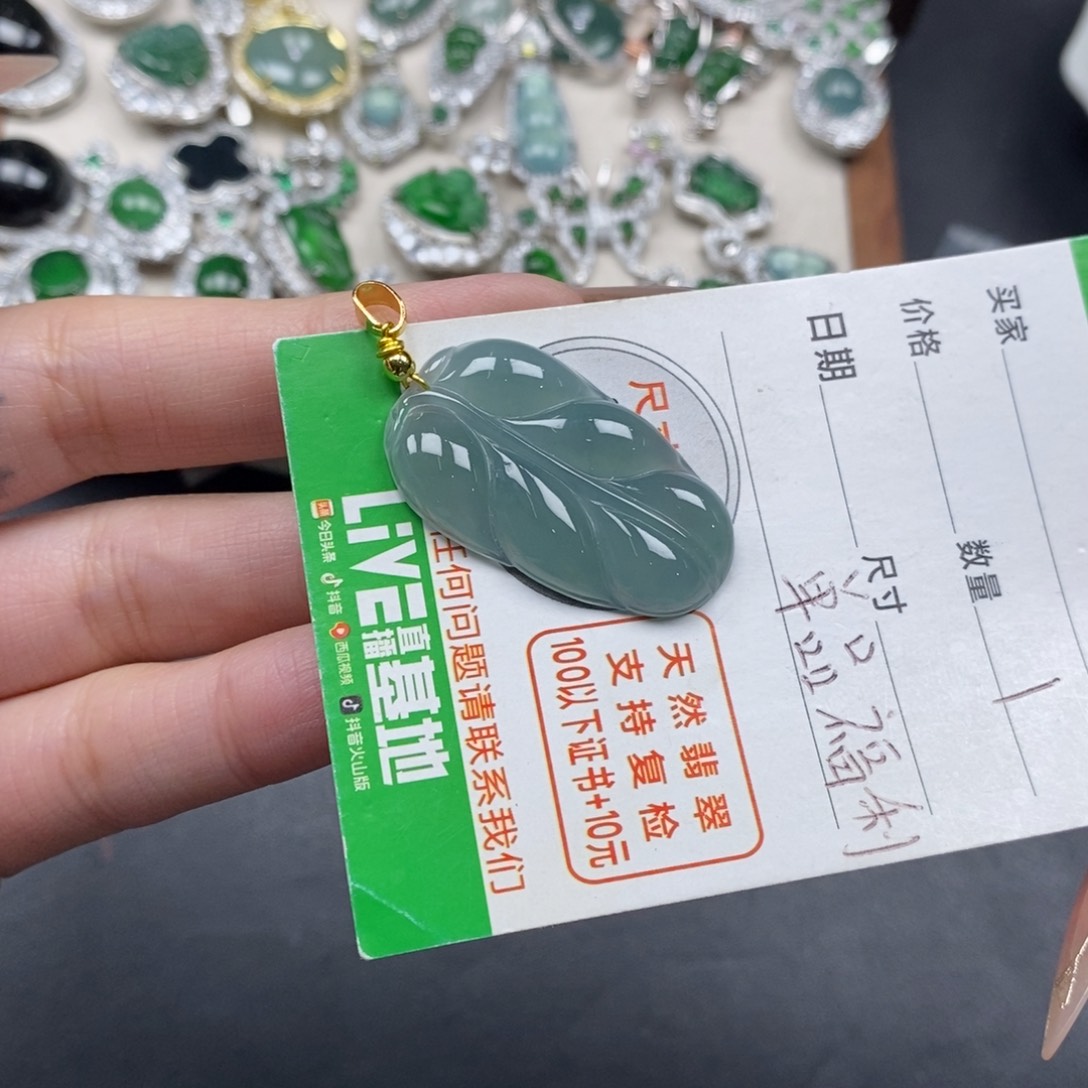 买家
价格
日期
数量
1
尺寸
尺寸
LiVE直播基地
今日头条
抖音
西瓜视频
抖音火山版
任何问题请联系我们
天然翡翠
支持复检
100以下证书+10元
福利